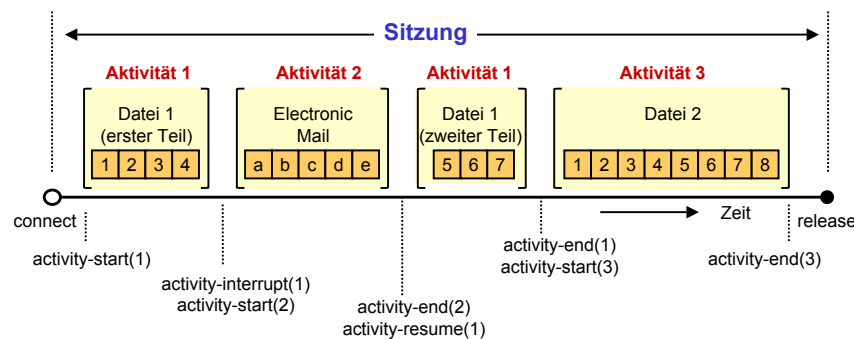 Sitzung
Aktivität 1
Aktivität 2
Aktivität 1
Aktivität 3
Datei 1
(erster Teil)
1 2 3 4
Electronic
Mail
a b c d e
Datei 1
(zweiter Teil)
5 6 7
Datei 2
1 2 3 4 5 6 7 8
connect
Zeit
release
activity-start(1)
activity-interrupt(1)
activity-start(2)
activity-end(2)
activity-resume(1)
activity-end(1)
activity-start(3)
activity-end(3)